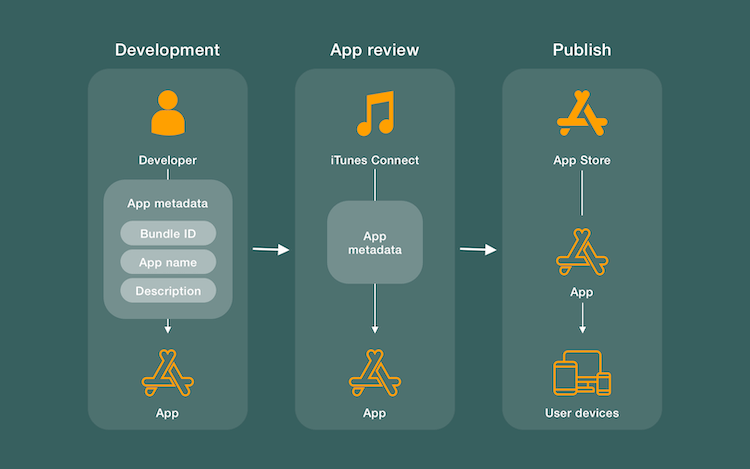 Development
Developer
App metadata
Bundle ID
App name
Description
App
App review
iTunes Connect
App
metadata
App
Publish
App Store
App
User devices